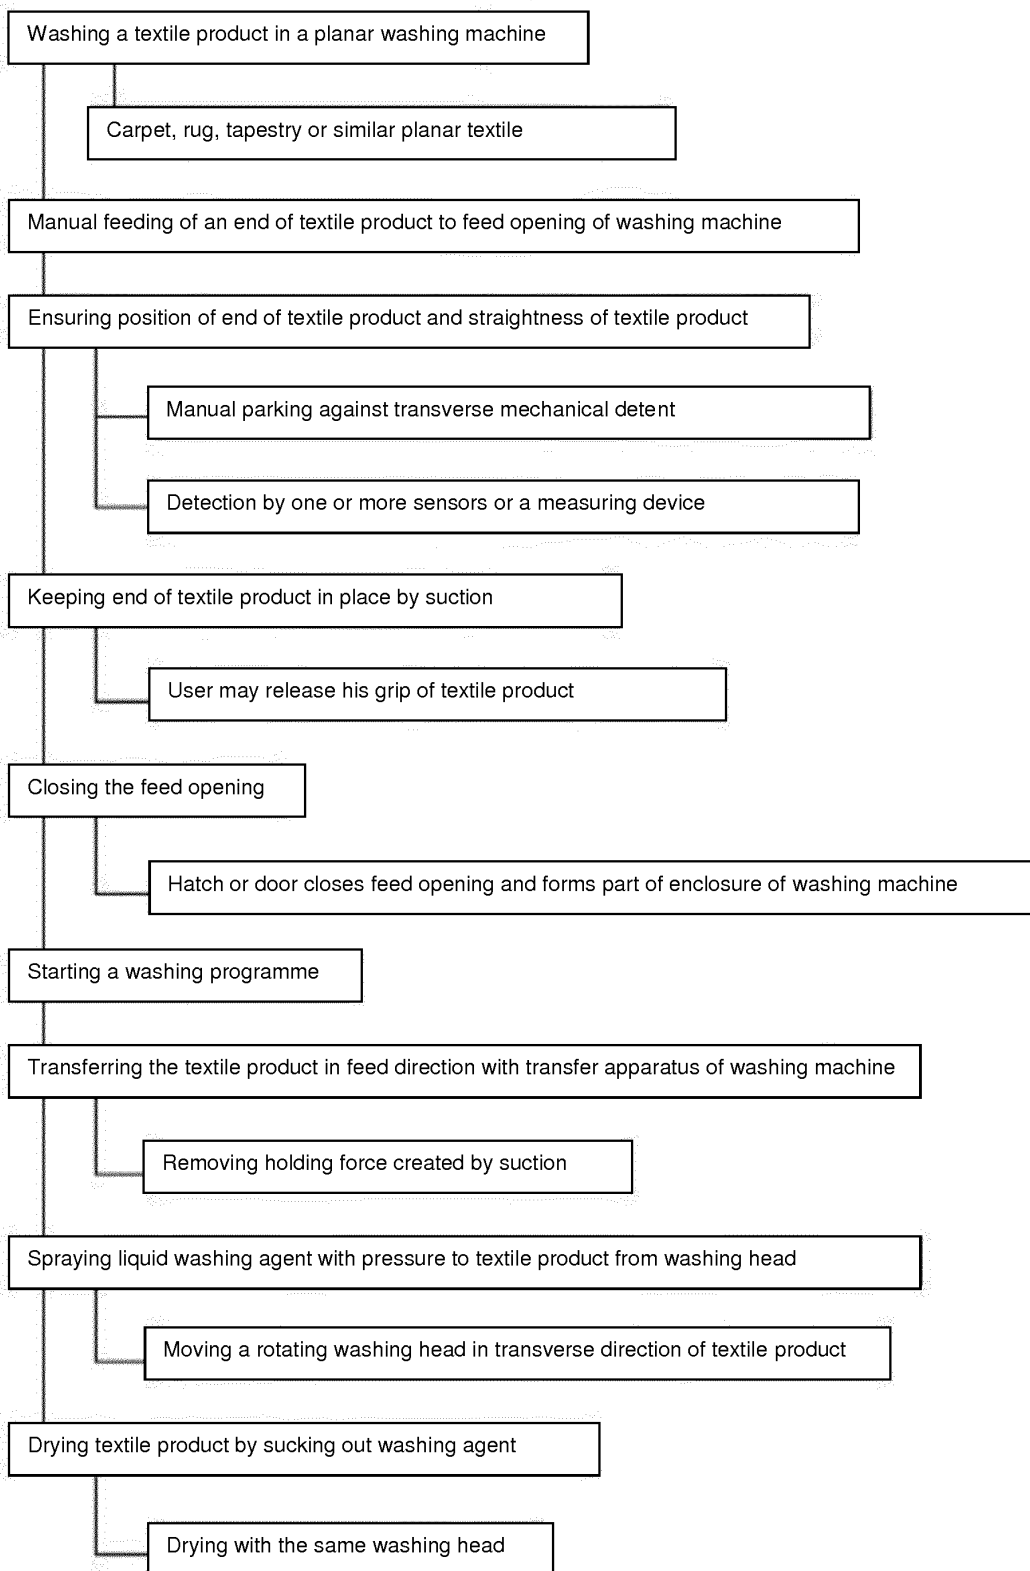 Washing a textile product in a planar washing machine
Carpet, rug, tapestry or similar planar textile
Manual feeding of an end of textile product to feed opening of washing machine
Ensuring position of end of textile product and straightness of textile product
Manual parking against transverse mechanical detent
Detection by one or more sensors or a measuring device
Keeping end of textile product in place by suction
User may release his grip of textile product
Closing the feed opening
Hatch or door closes feed opening and forms part of enclosure of washing machine
Starting a washing programme
Transferring the textile product in feed direction with transfer apparatus of washing machine
Removing holding force created by suction
Spraying liquid washing agent with pressure to textile product from washing head
Moving a rotating washing head in transverse direction of textile product
Drying textile product by sucking out washing agent
Drying with the same washing head